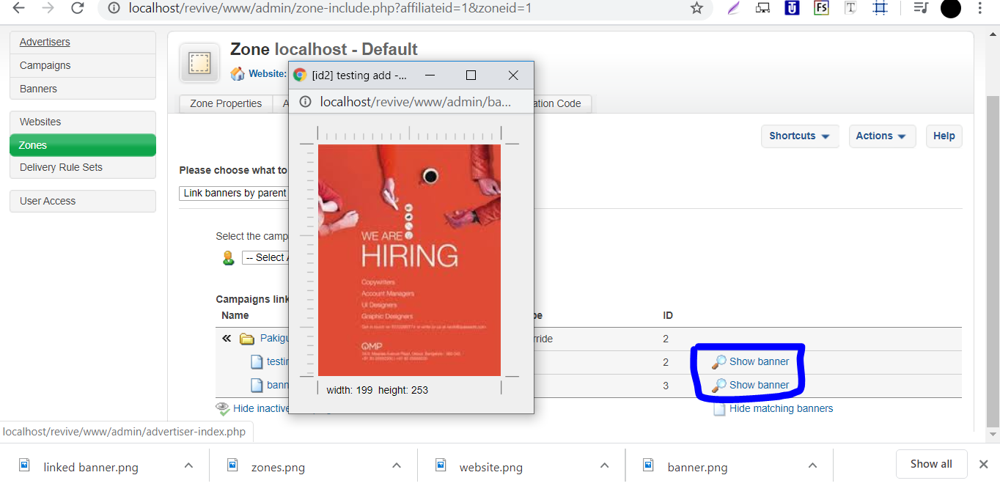 localhost/revive/www/admin/zone-include.php?affiliateid=1&zoneid=1
Advertisers
Campaigns
Banners
Websites
Zones
Delivery Rule Sets
User Access
Zone localhost - Default
Website:
Zone Properties
A
ation Code
Shortcuts
Actions
Help
Please choose what to
Link banners by parent
Select the camp
-- Select A
Campaigns link
Name
pe
ID
Pakigu
rride
2
testin
2
Show banner
bann
3
Show banner
Hide inactive
Hide matching banners
[id2] testing add -...
localhost/revive/www/admin/ba...
WE ARE
HIRING
Copywriters
Account Managers
UI Designers
Graphic Designers
QMP
width: 199 height: 253
localhost/revive/www/admin/advertiser-index.php
linked banner.png
zones.png
website.png
banner.png
Show all